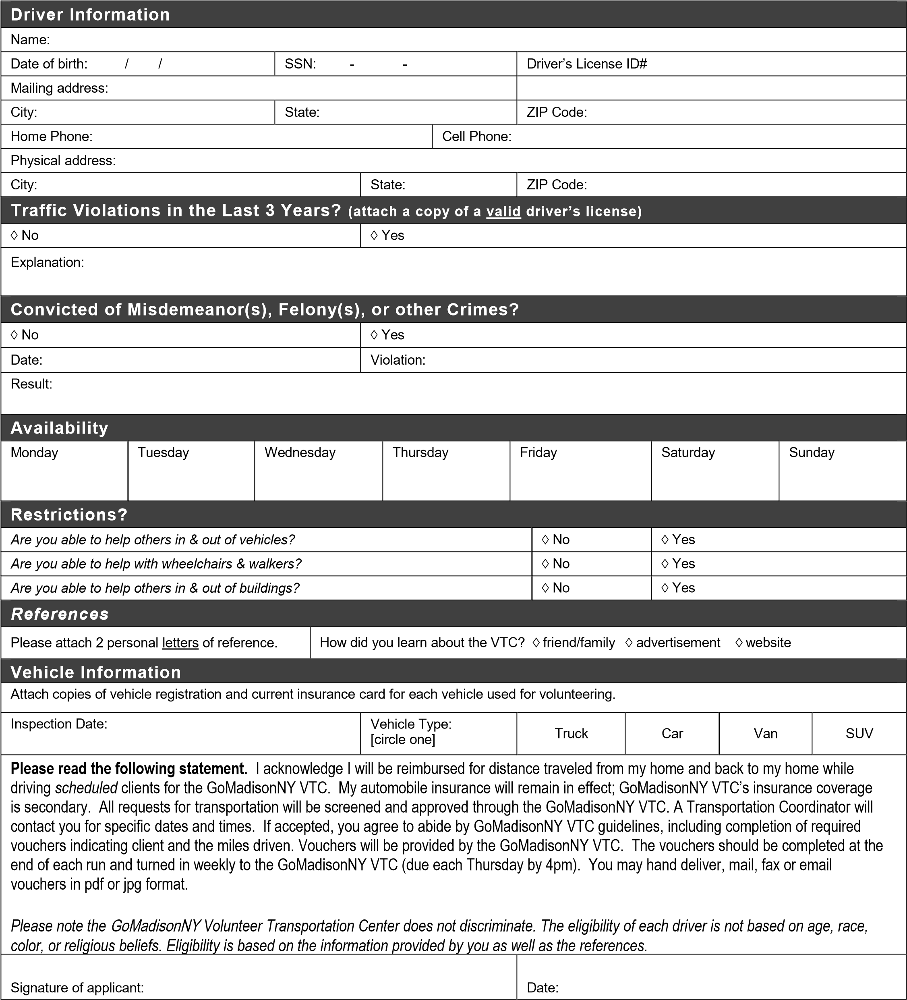 Driver Information
Name:
Date of birth: / / SSN: - - Driver’s License ID#
Mailing address:
City: State: ZIP Code:
Home Phone: Cell Phone:
Physical address:
City: State: ZIP Code:
Traffic Violations in the Last 3 Years? (attach a copy of a valid driver’s license)
◊ No ◊ Yes
Explanation:
Convicted of Misdemeanor(s), Felony(s), or other Crimes?
◊ No ◊ Yes
Date: Violation:
Result:
Availability
Monday Tuesday Wednesday Thursday Friday Saturday Sunday
Restrictions?
Are you able to help others in & out of vehicles? ◊ No ◊ Yes
Are you able to help with wheelchairs & walkers? ◊ No ◊ Yes
Are you able to help others in & out of buildings? ◊ No ◊ Yes
References
Please attach 2 personal letters of reference. How did you learn about the VTC? ◊ friend/family ◊ advertisement ◊ website
Vehicle Information
Attach copies of vehicle registration and current insurance card for each vehicle used for volunteering.
Inspection Date: Vehicle Type: Truck Car Van SUV
[circle one]
Please read the following statement. I acknowledge I will be reimbursed for distance traveled from my home and back to my home while
driving scheduled clients for the GoMadisonNY VTC. My automobile insurance will remain in effect; GoMadisonNY VTC’s insurance coverage
is secondary. All requests for transportation will be screened and approved through the GoMadisonNY VTC. A Transportation Coordinator will
contact you for specific dates and times. If accepted, you agree to abide by GoMadisonNY VTC guidelines, including completion of required
vouchers indicating client and the miles driven. Vouchers will be provided by the GoMadisonNY VTC. The vouchers should be completed at the
end of each run and turned in weekly to the GoMadisonNY VTC (due each Thursday by 4pm). You may hand deliver, mail, fax or email
vouchers in pdf or jpg format.
Please note the GoMadisonNY Volunteer Transportation Center does not discriminate. The eligibility of each driver is not based on age, race,
color, or religious beliefs. Eligibility is based on the information provided by you as well as the references.
Signature of applicant: Date: